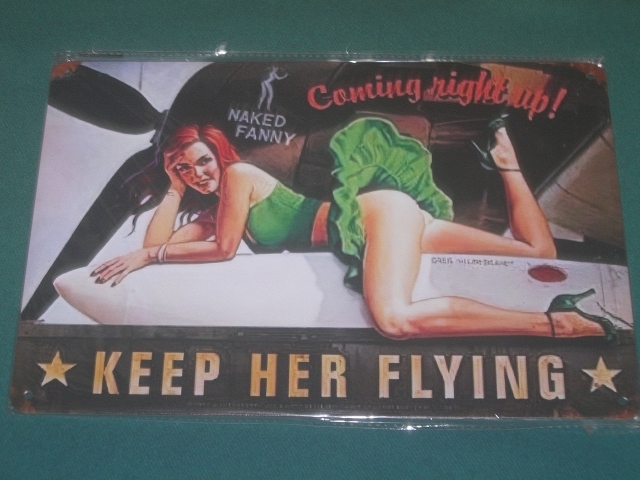 Coming right up!
NAKED
FANNY
GREG HILDEBRANDT
KEEP HER FLYING